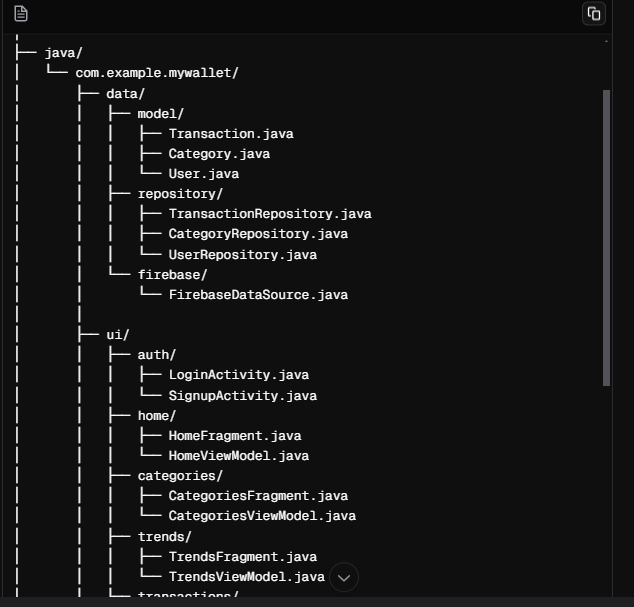 ├── java/
│   └── com.example.mywallet/
│       ├── data/
│       │   ├── model/
│       │   │   ├── Transaction.java
│       │   │   ├── Category.java
│       │   │   └── User.java
│       │   ├── repository/
│       │   │   ├── TransactionRepository.java
│       │   │   ├── CategoryRepository.java
│       │   │   └── UserRepository.java
│       │   └── firebase/
│       │       └── FirebaseDataSource.java
│       │
│       ├── ui/
│       │   ├── auth/
│       │   │   ├── LoginActivity.java
│       │   │   └── SignupActivity.java
│       │   ├── home/
│       │   │   ├── HomeFragment.java
│       │   │   └── HomeViewModel.java
│       │   ├── categories/
│       │   │   ├── CategoriesFragment.java
│       │   │   └── CategoriesViewModel.java
│       │   ├── trends/
│       │   │   ├── TrendsFragment.java
│       │   │   └── TrendsViewModel.java
│       │   ├── transactions/